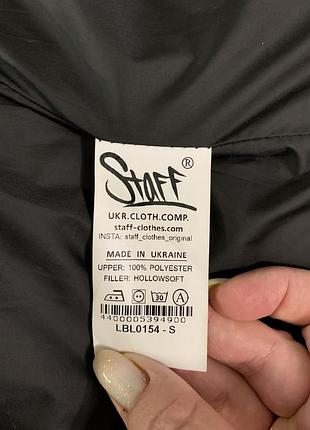 Staff ®
UKR.CLOTH.COMP.
staff-clothes.com
INSTA: staff_clothes_original
MADE IN UKRAINE
UPPER: 100% POLYESTER
FILLER: HOLLOWSOFT
30 A
4400005394900
LBL0154 - S